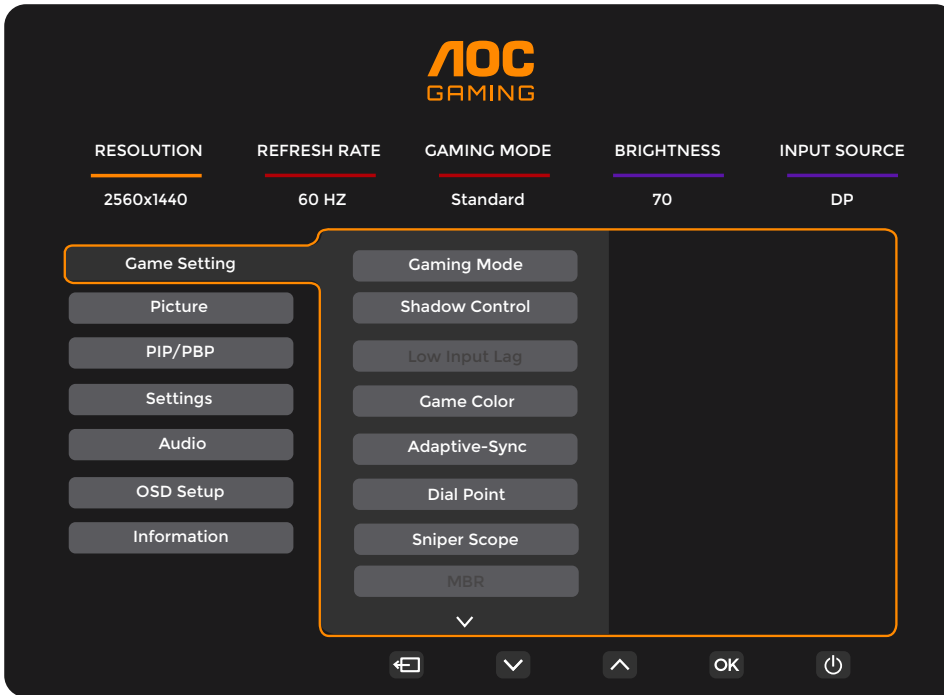 AOC
GAMING
RESOLUTION REFRESH RATE GAMING MODE BRIGHTNESS INPUT SOURCE
2560x1440 60 HZ Standard 70 DP
Game Setting
Picture
PIP/PBP
Settings
Audio
OSD Setup
Information
Gaming Mode
Shadow Control
Low Input Lag
Game Color
Adaptive-Sync
Dial Point
Sniper Scope
MBR
OK